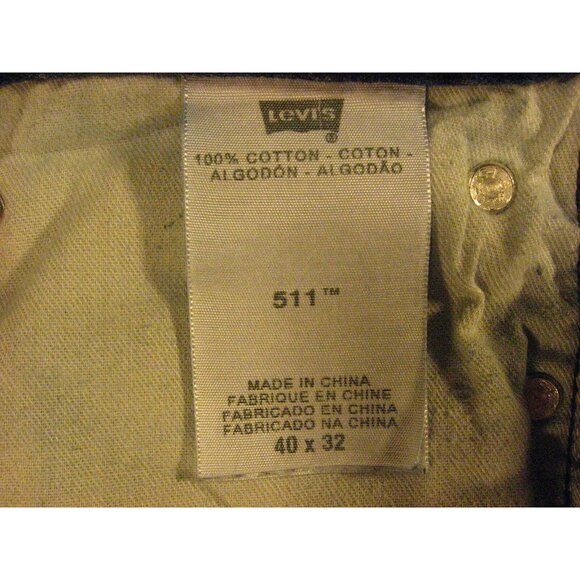 LEVI'S
®
100% COTTON - COTON -
ALGODÓN - ALGODÃO
511™
MADE IN CHINA
FABRIQUE EN CHINE
FABRICADO EN CHINA
FABRICADO NA CHINA
40 x 32